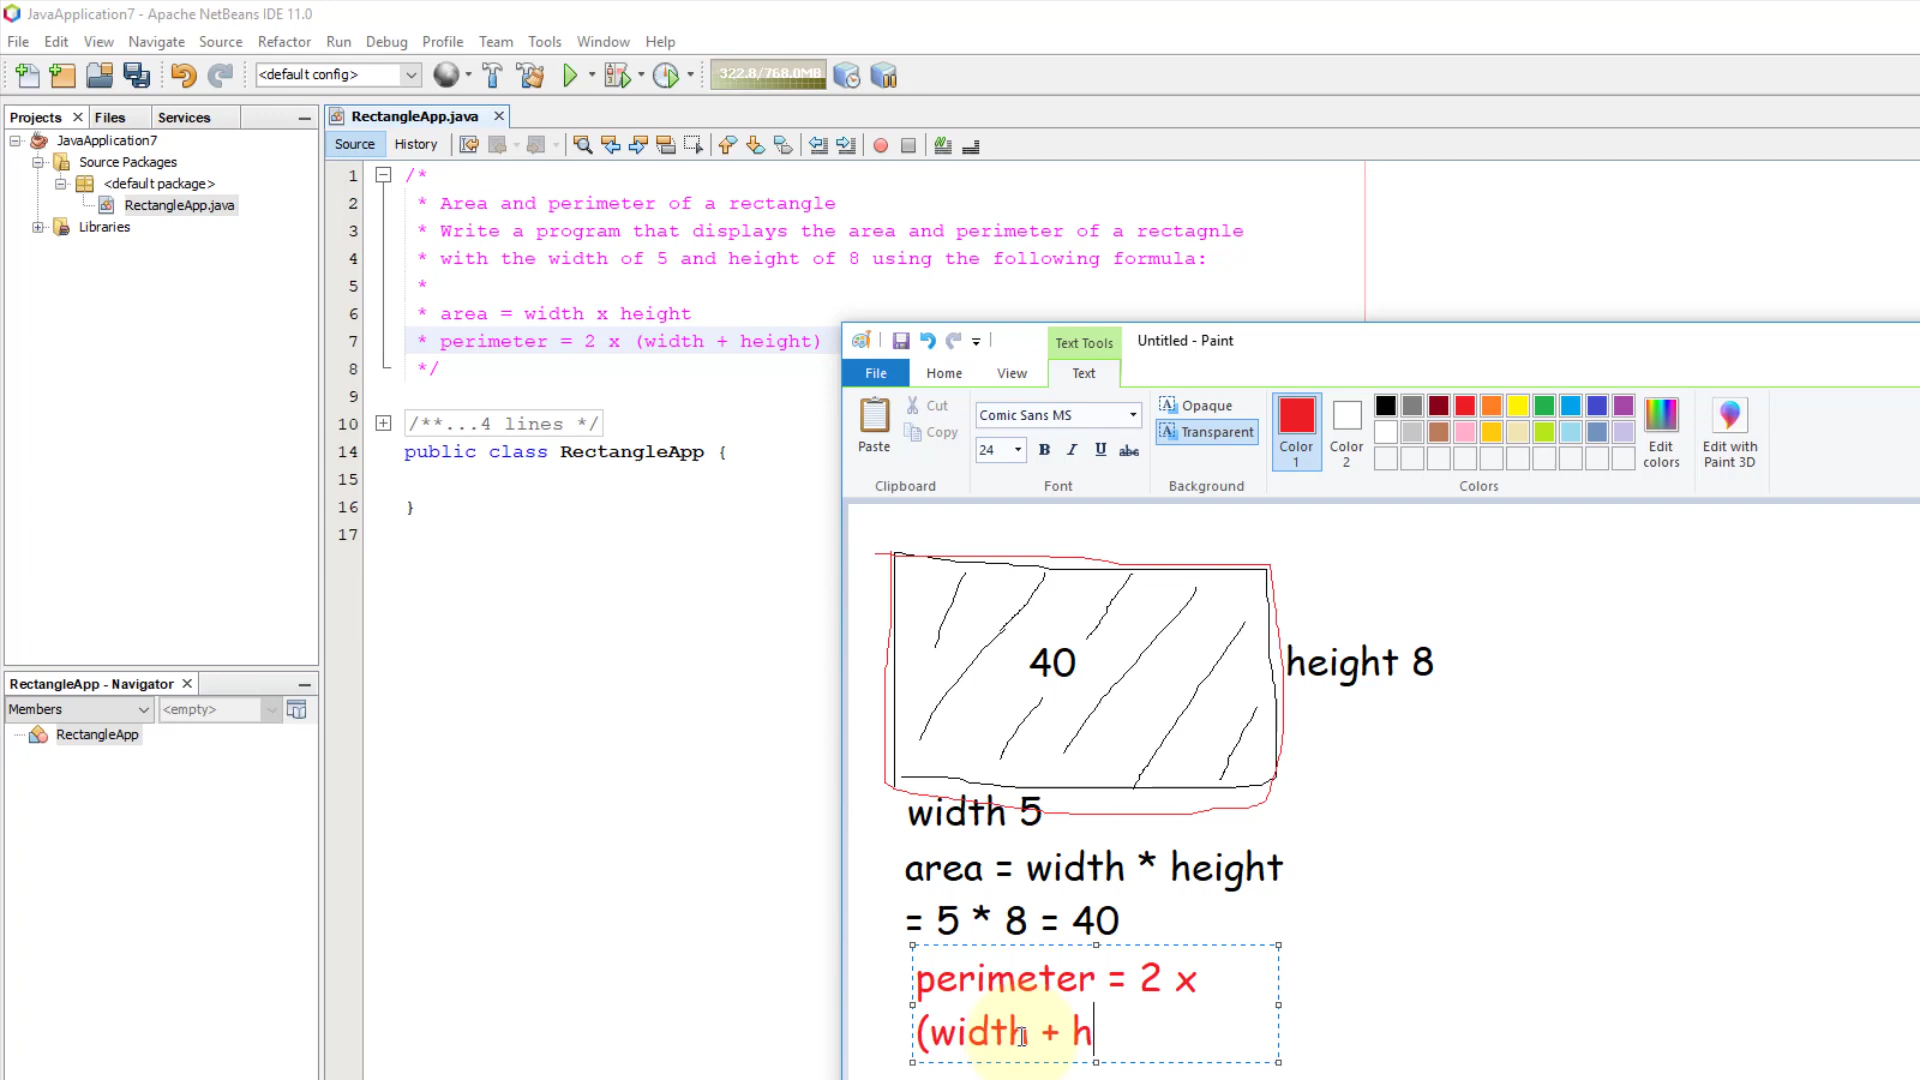 JavaApplication7 - Apache NetBeans IDE 11.0
File Edit View Navigate Source Refactor Run Debug Profile Team Tools Window Help
<default config>
322.8/768.0MB
Projects Files Services
JavaApplication7
Source Packages
<default package>
RectangleApp.java
Libraries
RectangleApp - Navigator
Members <empty>
RectangleApp
RectangleApp.java
Source History
1 /*
2 * Area and perimeter of a rectangle
3 * Write a program that displays the area and perimeter of a rectagnle
4 * with the width of 5 and height of 8 using the following formula:
5 *
6 * area = width x height
7 * perimeter = 2 x (width + height)
8 */
9
10 /**...4 lines */
14 public class RectangleApp {
15
16 }
17
Text Tools Untitled - Paint
File Home View Text
Paste Cut Copy
Clipboard
Comic Sans MS
24 B I U abc
Font
Opaque
Transparent
Background
Color 1
Color 2
Edit colors
Edit with Paint 3D
Colors
40
height 8
width 5
area = width * height
= 5 * 8 = 40
perimeter = 2 x
(width + h